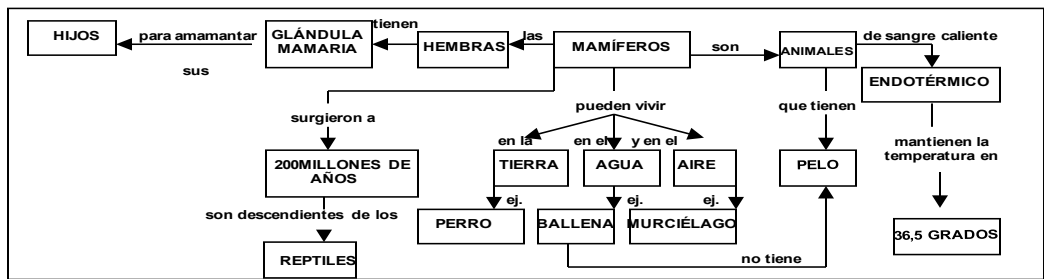 HIJOS
para amamantar
sus
GLÁNDULA
MAMARIA
tienen
HEMBRAS
las
MAMÍFEROS
son
ANIMALES
de sangre caliente
ENDOTÉRMICO
surgieron a
pueden vivir
que tienen
mantienen la
temperatura en
200MILLONES DE
AÑOS
en la
TIERRA
en el
AGUA
y en el
AIRE
PELO
son descendientes de los
REPTILES
ej.
PERRO
ej.
BALLENA
ej.
MURCIÉLAGO
no tiene
36,5 GRADOS